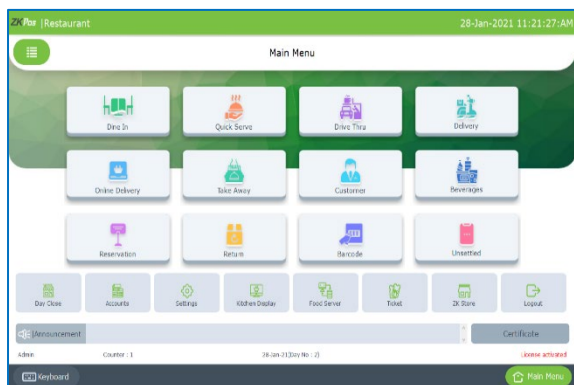 ZKPos |Restaurant
28-Jan-2021 11:21:27:AM
Main Menu
Dine In
Quick Serve
Drive Thru
Delivery
Online Delivery
Take Away
Customer
Beverages
Reservation
Return
Barcode
Unsettled
Day Close
Accounts
Settings
Kitchen Display
Food Server
Ticket
ZK Store
Logout
Announcement
Certificate
Admin
Counter : 1
28-Jan-21(Day No : 2)
License activated
Keyboard
Main Menu